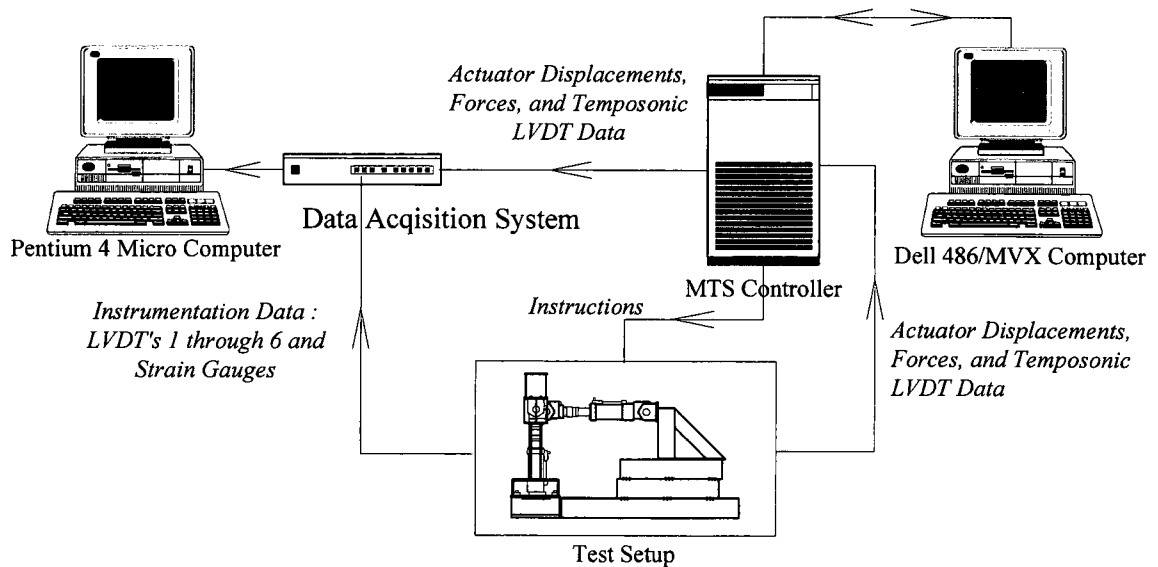 Actuator Displacements,
Forces, and Temposonic
LVDT Data
Data Acqisition System
Pentium 4 Micro Computer
MTS Controller
Dell 486/MVX Computer
Instrumentation Data :
LVDT's 1 through 6 and
Strain Gauges
Instructions
Actuator Displacements,
Forces, and Temposonic
LVDT Data
Test Setup